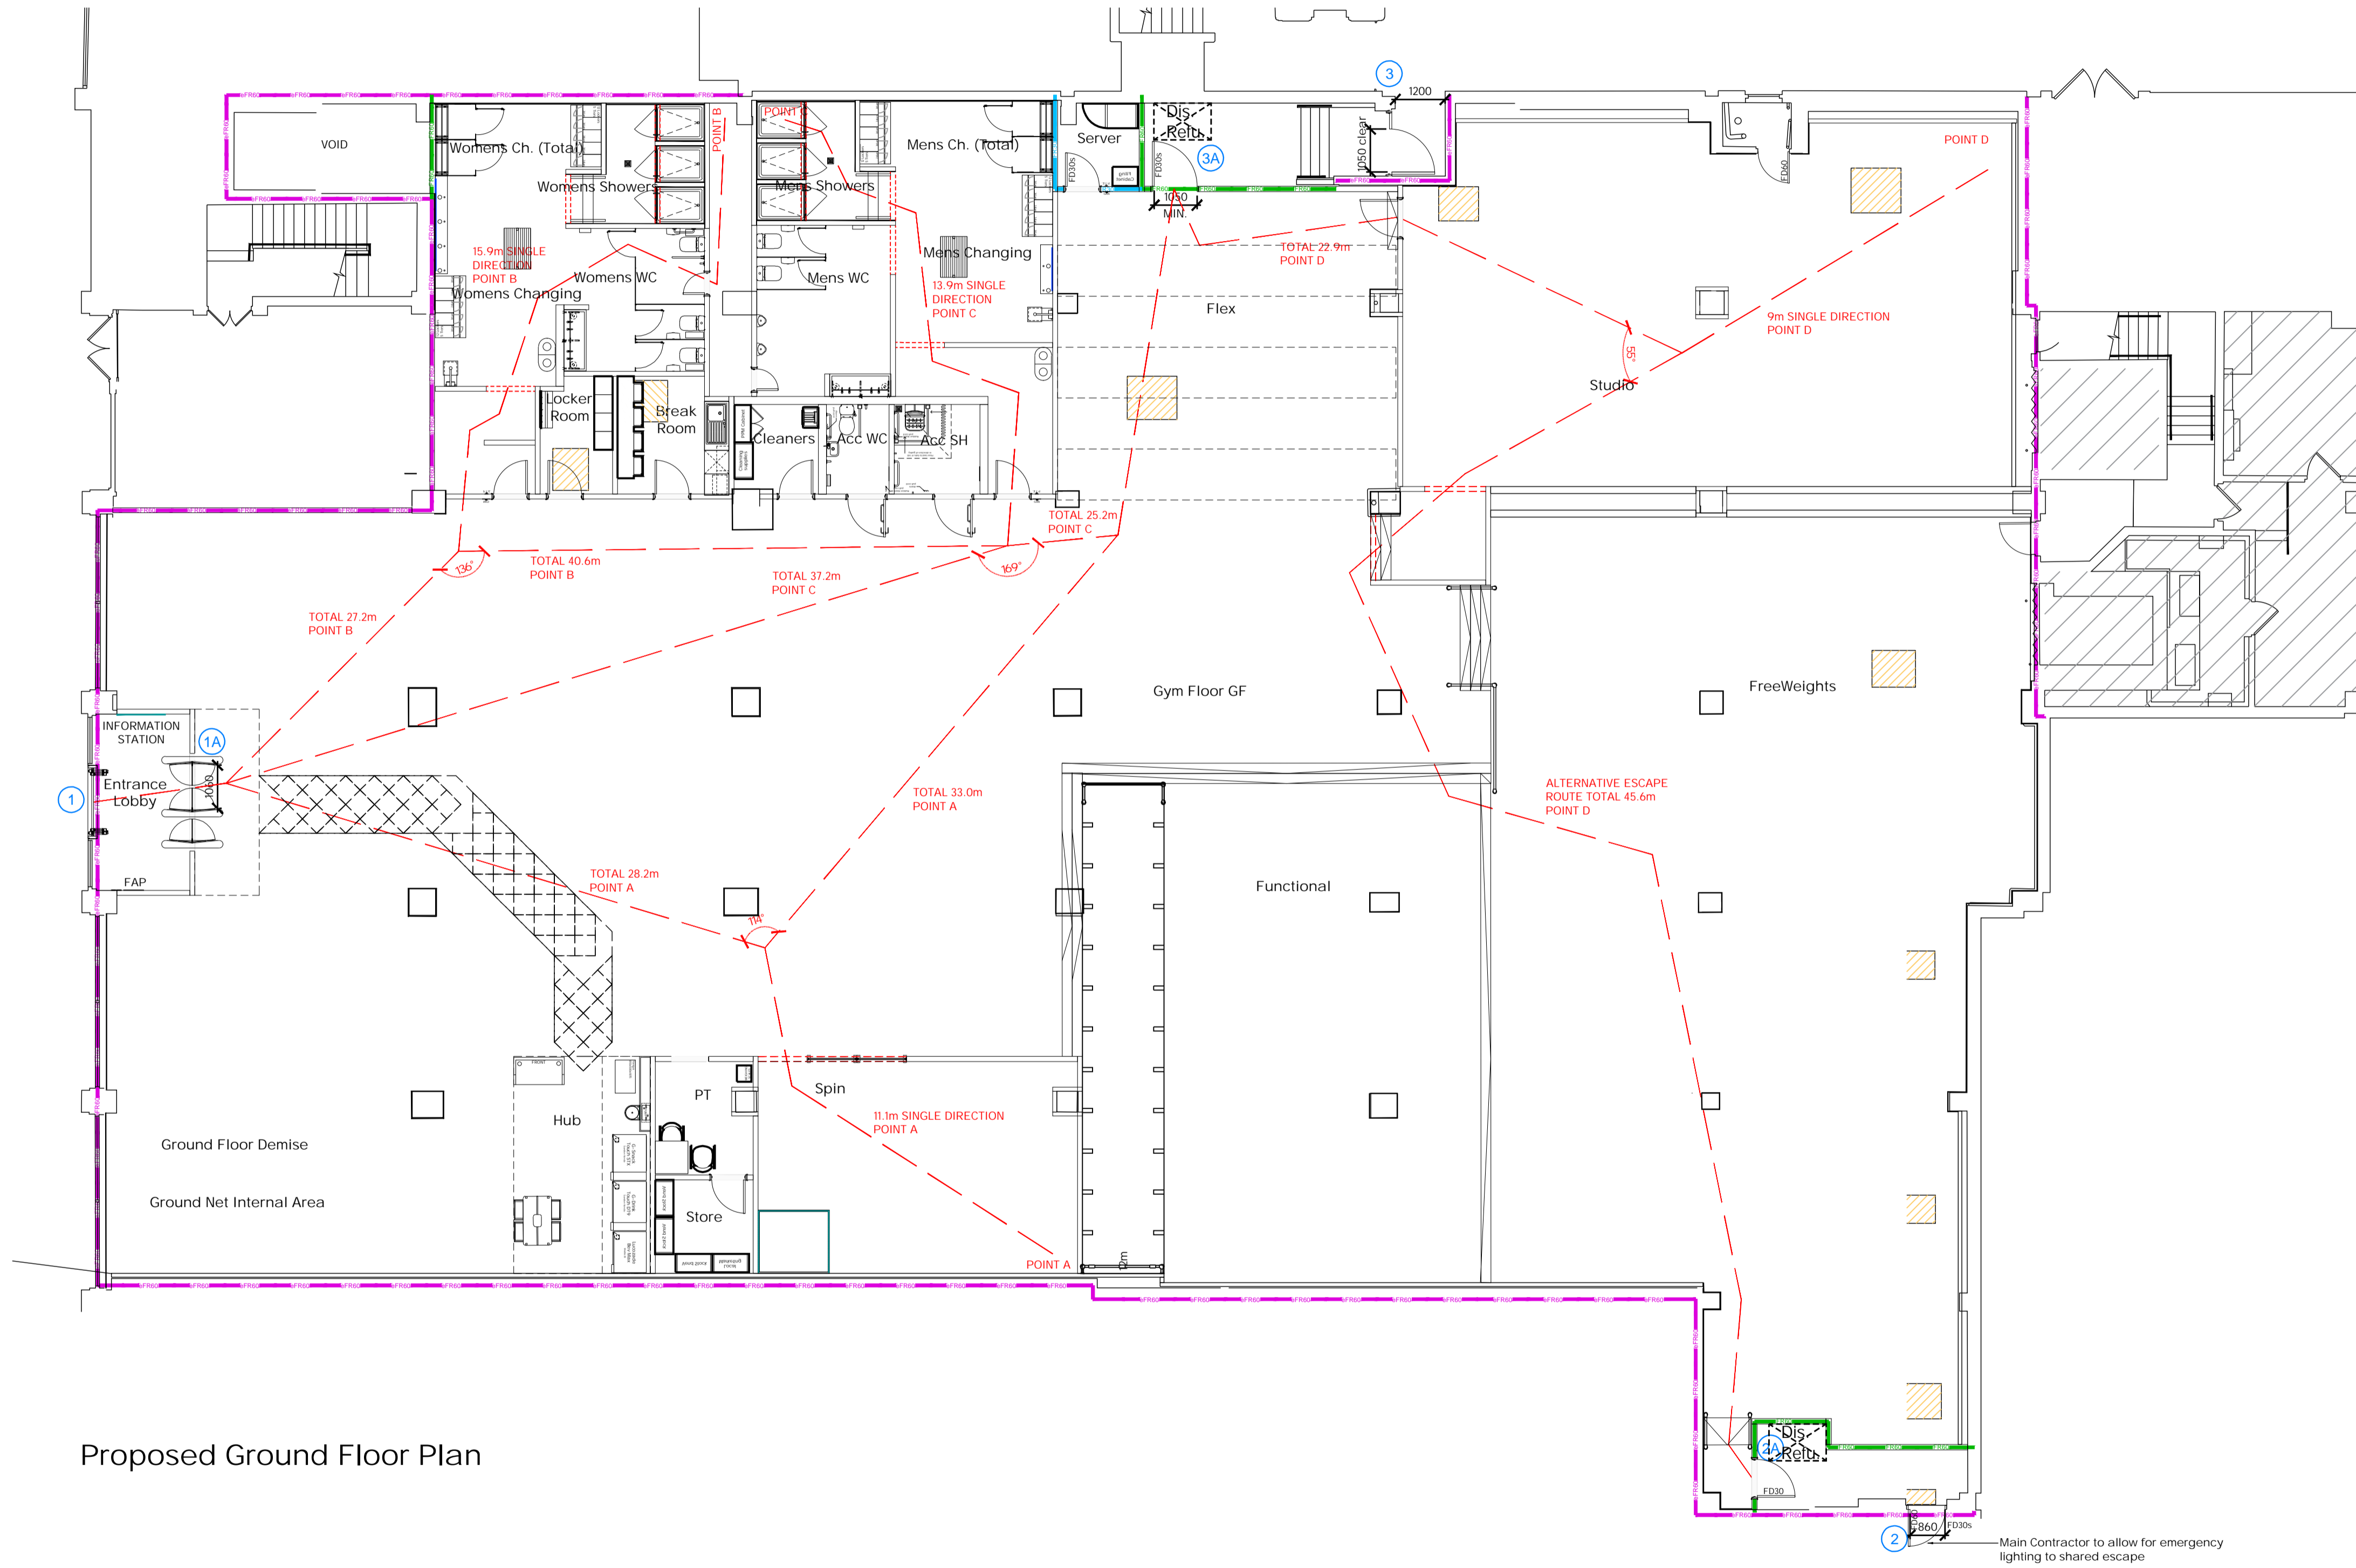 3
1200
1050 clear
VOID
Womens Ch. (Total)
Womens Showers
POINT B
POINT
Mens Ch. (Total)
Mens Showers
Server
FD30s
Dis.
Refu
3A
FD30s
1050
MIN.
FD60
POINT D
15.9m SINGLE
DIRECTION
POINT B
Womens WC
Womens Changing
Mens WC
Mens Changing
13.9m SINGLE
DIRECTION
POINT C
TOTAL 22.9m
POINT D
Flex
9m SINGLE DIRECTION
POINT D
55°
Studio
Locker
Room
Break
Room
Cleaners
Acc WC
Acc SH
TOTAL 25.2m
POINT C
136°
169°
TOTAL 40.6m
POINT B
TOTAL 37.2m
POINT C
TOTAL 27.2m
POINT B
Gym Floor GF
FreeWeights
INFORMATION
STATION
1A
1
Entrance
Lobby
1060
FAP
TOTAL 33.0m
POINT A
ALTERNATIVE ESCAPE
ROUTE TOTAL 45.6m
POINT D
TOTAL 28.2m
POINT A
114°
Functional
FRONT
Hub
PT
Spin
11.1m SINGLE DIRECTION
POINT A
Ground Floor Demise
Ground Net Internal Area
Store
POINT A
12m
Proposed Ground Floor Plan
Dis.
Refu
2A
FD30
2
FD60
860
FD30s
Main Contractor to allow for emergency
lighting to shared escape